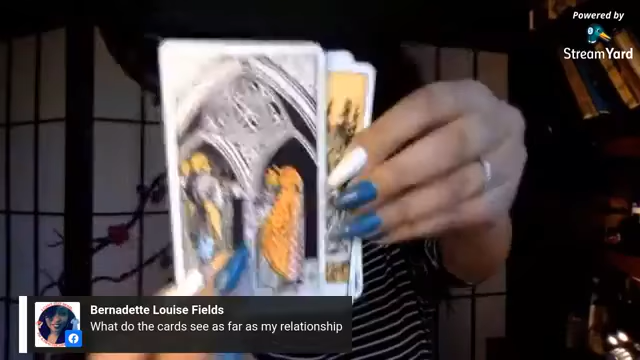 Powered by
StreamYard
Bernadette Louise Fields
What do the cards see as far as my relationship